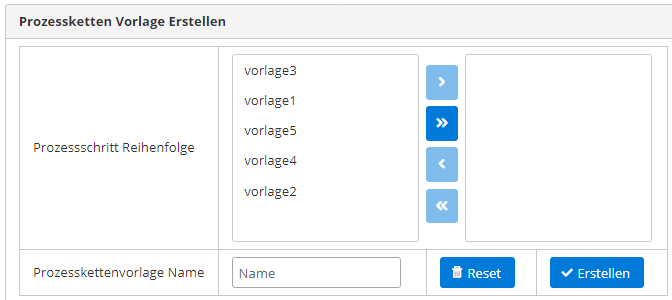 Prozessketten Vorlage Erstellen
vorlage3
vorlage1
vorlage5
vorlage4
vorlage2
Prozessschritt Reihenfolge
Prozesskettenvorlage Name
Name
Reset
Erstellen